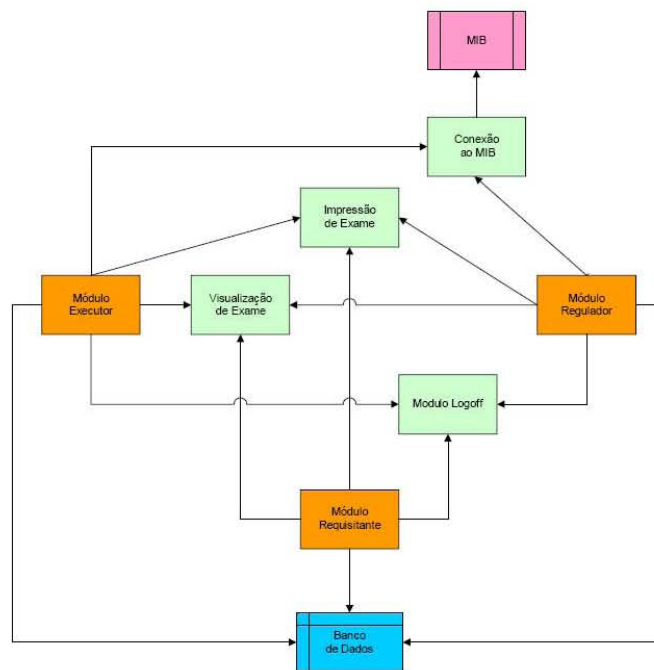 MIB
Conexão
ao MIB
Impressão
de Exame
Módulo
Executor
Visualização
de Exame
Módulo
Regulador
Modulo Logoff
Módulo
Requisitante
Banco
de Dados